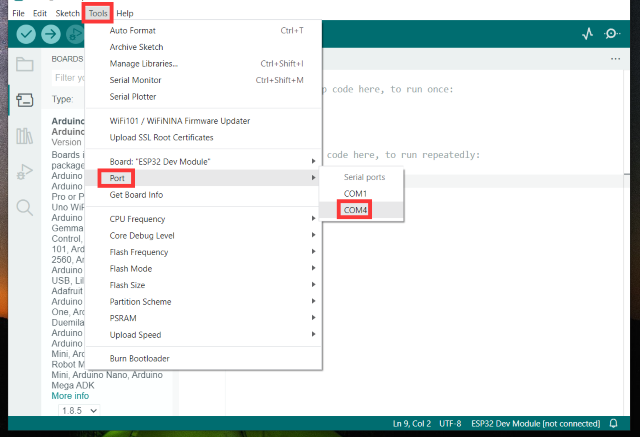 File Edit Sketch Tools Help
Auto Format Ctrl+T
Archive Sketch
Manage Libraries... Ctrl+Shift+I
Serial Monitor Ctrl+Shift+M
Serial Plotter
WiFi101 / WiFiNINA Firmware Updater
Upload SSL Root Certificates
Board: "ESP32 Dev Module"
Port
Get Board Info
CPU Frequency
Core Debug Level
Flash Frequency
Flash Mode
Flash Size
Partition Scheme
PSRAM
Upload Speed
Burn Bootloader
Serial ports
COM1
COM4
BOARDS
Filter yo
Type:
Arduino
Arduino
Version
Boards i
package
Arduino
Arduino
Pro or P
Uno WiF
Arduino
Gemma
Control,
101, Ard
2560, A
Arduino
USB, Lil
Adafruit
Arduino
One, Ar
Duemila
Arduino
Arduino
Mini, Ar
Robot M
Mini, Arduino Nano, Arduino
Mega ADK
More info
1.8.5
p code here, to run once:
code here, to run repeatedly:
Ln 9, Col 2 UTF-8 ESP32 Dev Module [not connected]